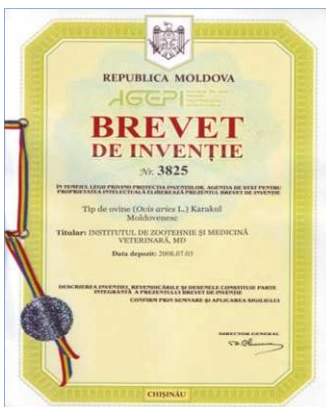 REPUBLICA MOLDOVA
AGEPI
BREVET
DE INVENȚIE
Nr. 3825
ÎN TEMEIUL LEGII PRIVIND PROTECȚIA INVENȚIILOR, AGENȚIA DE STAT PENTRU
PROPRIETATEA INTELECTUALĂ ELIBEREAZĂ PREZENTUL BREVET DE INVENȚIE
Tip de ovine (Ovis aries L.) Karakul
Moldovenesc
Titular: INSTITUTUL DE ZOOTEHNIE ȘI MEDICINĂ
VETERINARĂ, MD
Data depozit: 2008.07.03
DESCRIEREA INVENȚIEI, REVENDICĂRILE ȘI DESENELE CONSTITUIE PARTE
INTEGRANTĂ A PREZENTULUI BREVET DE INVENȚIE
CONFIRM PRIN SEMNARE ȘI APLICAREA SIGILIULUI
DIRECTOR GENERAL
CHIȘINĂU